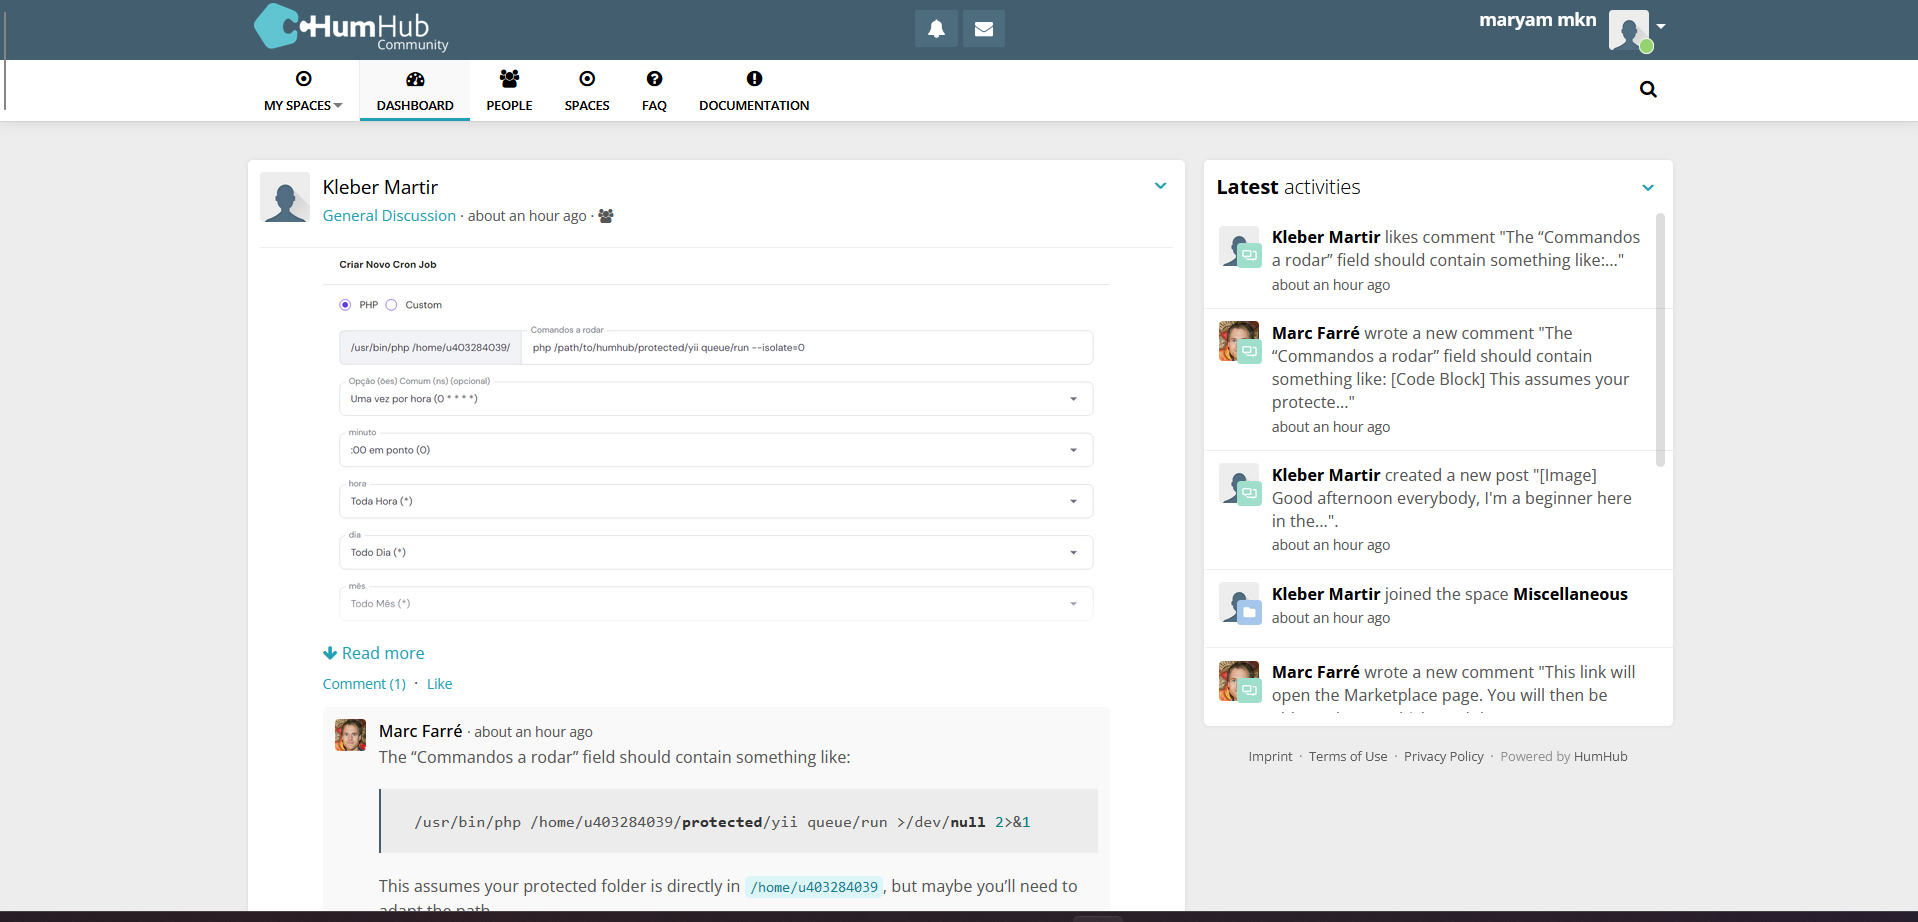 HumHub
Community
maryam mkn
MY SPACES
DASHBOARD
PEOPLE
SPACES
FAQ
DOCUMENTATION
Kleber Martir
General Discussion · about an hour ago ·
Criar Novo Cron Job
PHP Custom
Comandos a rodar
/usr/bin/php /home/u403284039/ php /path/to/humhub/protected/yii queue/run --isolate=0
Opção (ões) Comum (ns) (opcional)
Uma vez por hora (0 * * * *)
minuto
:00 em ponto (0)
hora
Toda Hora (*)
dia
Todo Dia (*)
mês
Todo Mês (*)
Read more
Comment (1) · Like
Marc Farré · about an hour ago
The “Commandos a rodar” field should contain something like:
/usr/bin/php /home/u403284039/protected/yii queue/run >/dev/null 2>&1
This assumes your protected folder is directly in /home/u403284039 , but maybe you’ll need to
adapt the path
Latest activities
Kleber Martir likes comment "The “Commandos
a rodar” field should contain something like:..."
about an hour ago
Marc Farré wrote a new comment "The
“Commandos a rodar” field should contain
something like: [Code Block] This assumes your
protecte..."
about an hour ago
Kleber Martir created a new post "[Image]
Good afternoon everybody, I'm a beginner here
in the...".
about an hour ago
Kleber Martir joined the space Miscellaneous
about an hour ago
Marc Farré wrote a new comment "This link will
open the Marketplace page. You will then be
Imprint · Terms of Use · Privacy Policy · Powered by HumHub